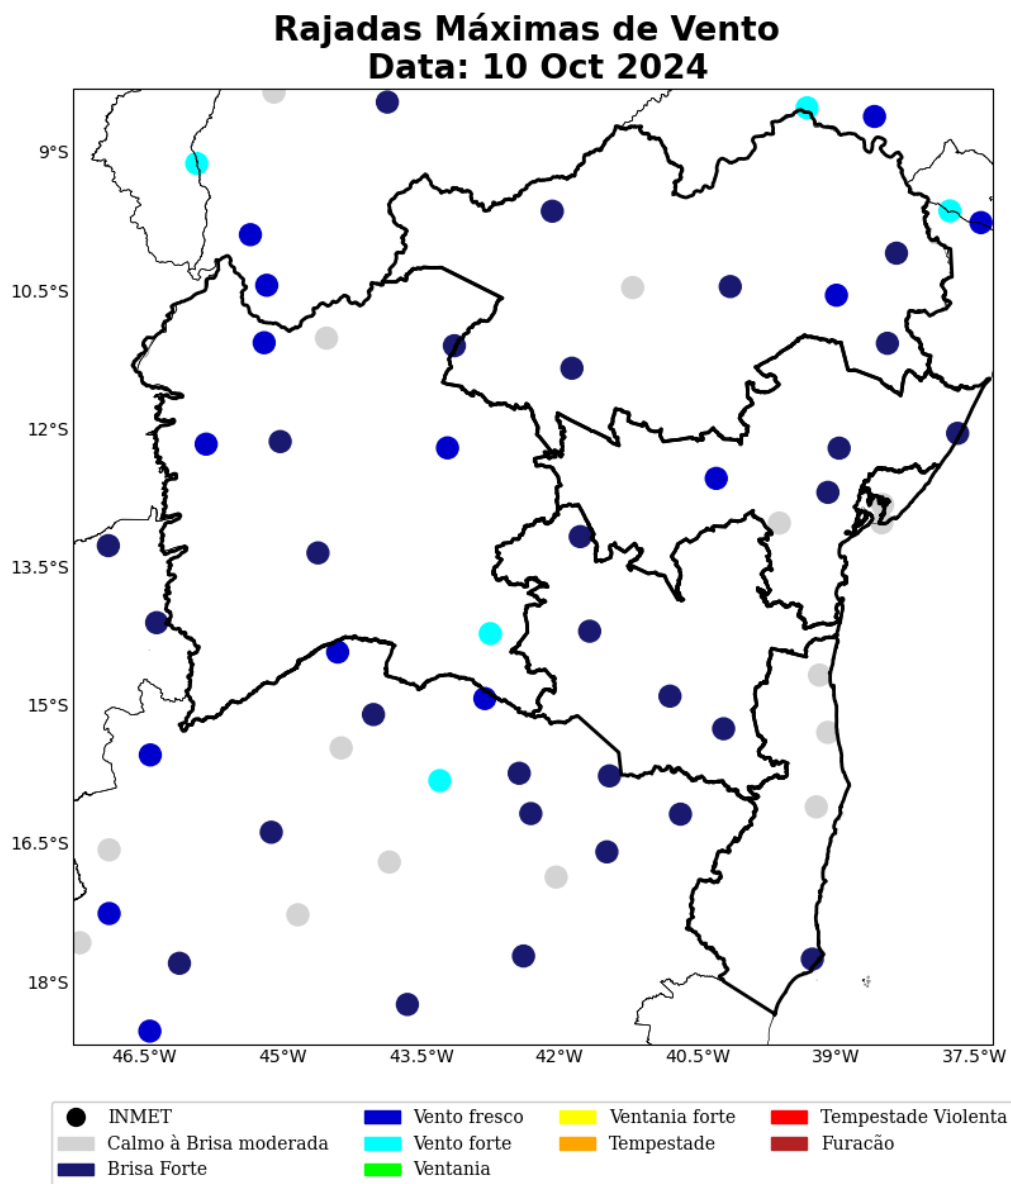 Rajadas Máximas de Vento
Data: 10 Oct 2024
9°S
10.5°S
12°S
13.5°S
15°S
16.5°S
18°S
46.5°W
45°W
43.5°W
42°W
40.5°W
39°W
37.5°W
INMET
Calmo à Brisa moderada
Brisa Forte
Vento fresco
Vento forte
Ventania
Ventania forte
Tempestade
Tempestade Violenta
Furacão